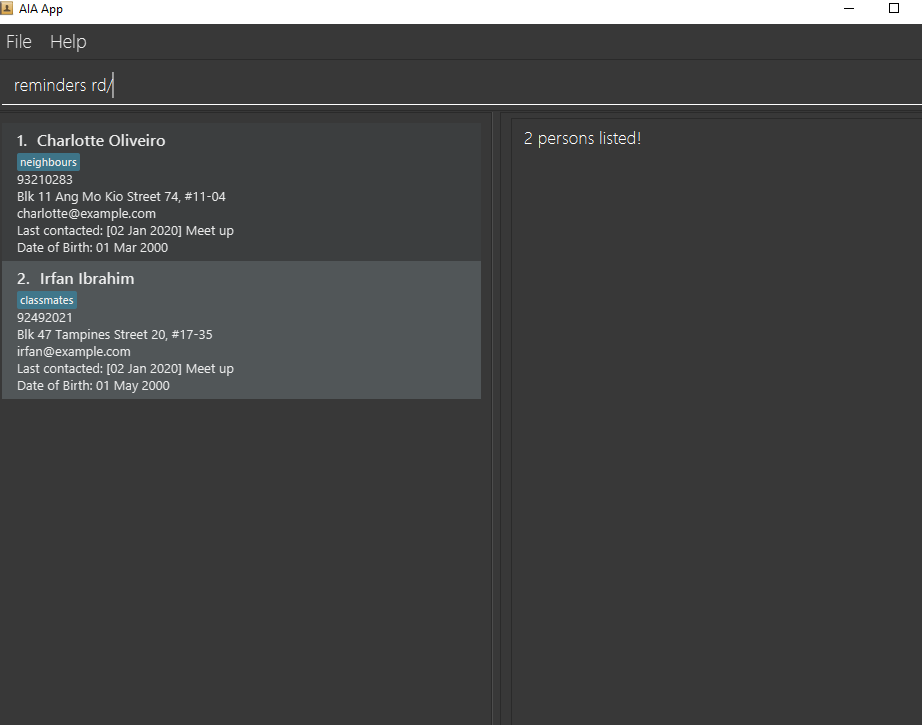 AIA App
File Help
reminders rd/
1. Charlotte Oliveiro
neighbours
93210283
Blk 11 Ang Mo Kio Street 74, #11-04
charlotte@example.com
Last contacted: [02 Jan 2020] Meet up
Date of Birth: 01 Mar 2000
2. Irfan Ibrahim
classmates
92492021
Blk 47 Tampines Street 20, #17-35
irfan@example.com
Last contacted: [02 Jan 2020] Meet up
Date of Birth: 01 May 2000
2 persons listed!